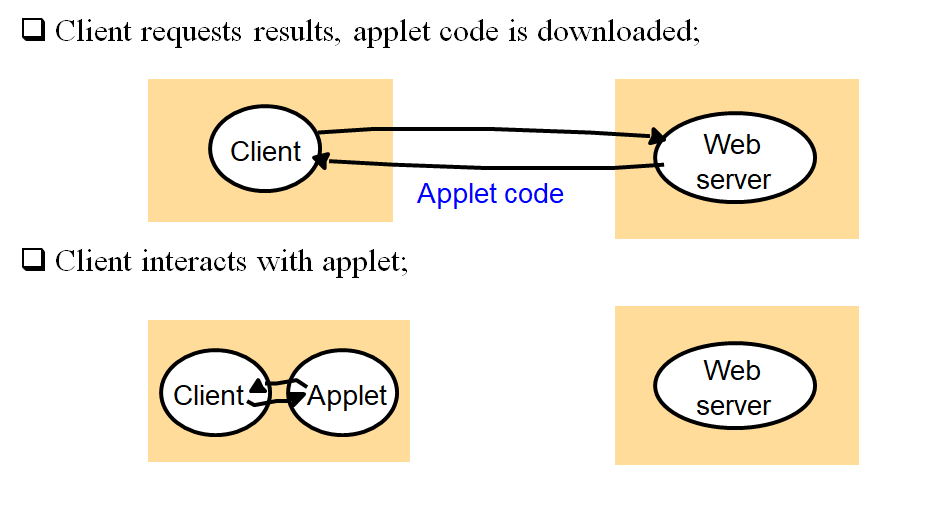 Client requests results, applet code is downloaded;
Client
Web
server
Applet code
Client interacts with applet;
Client
Applet
Web
server